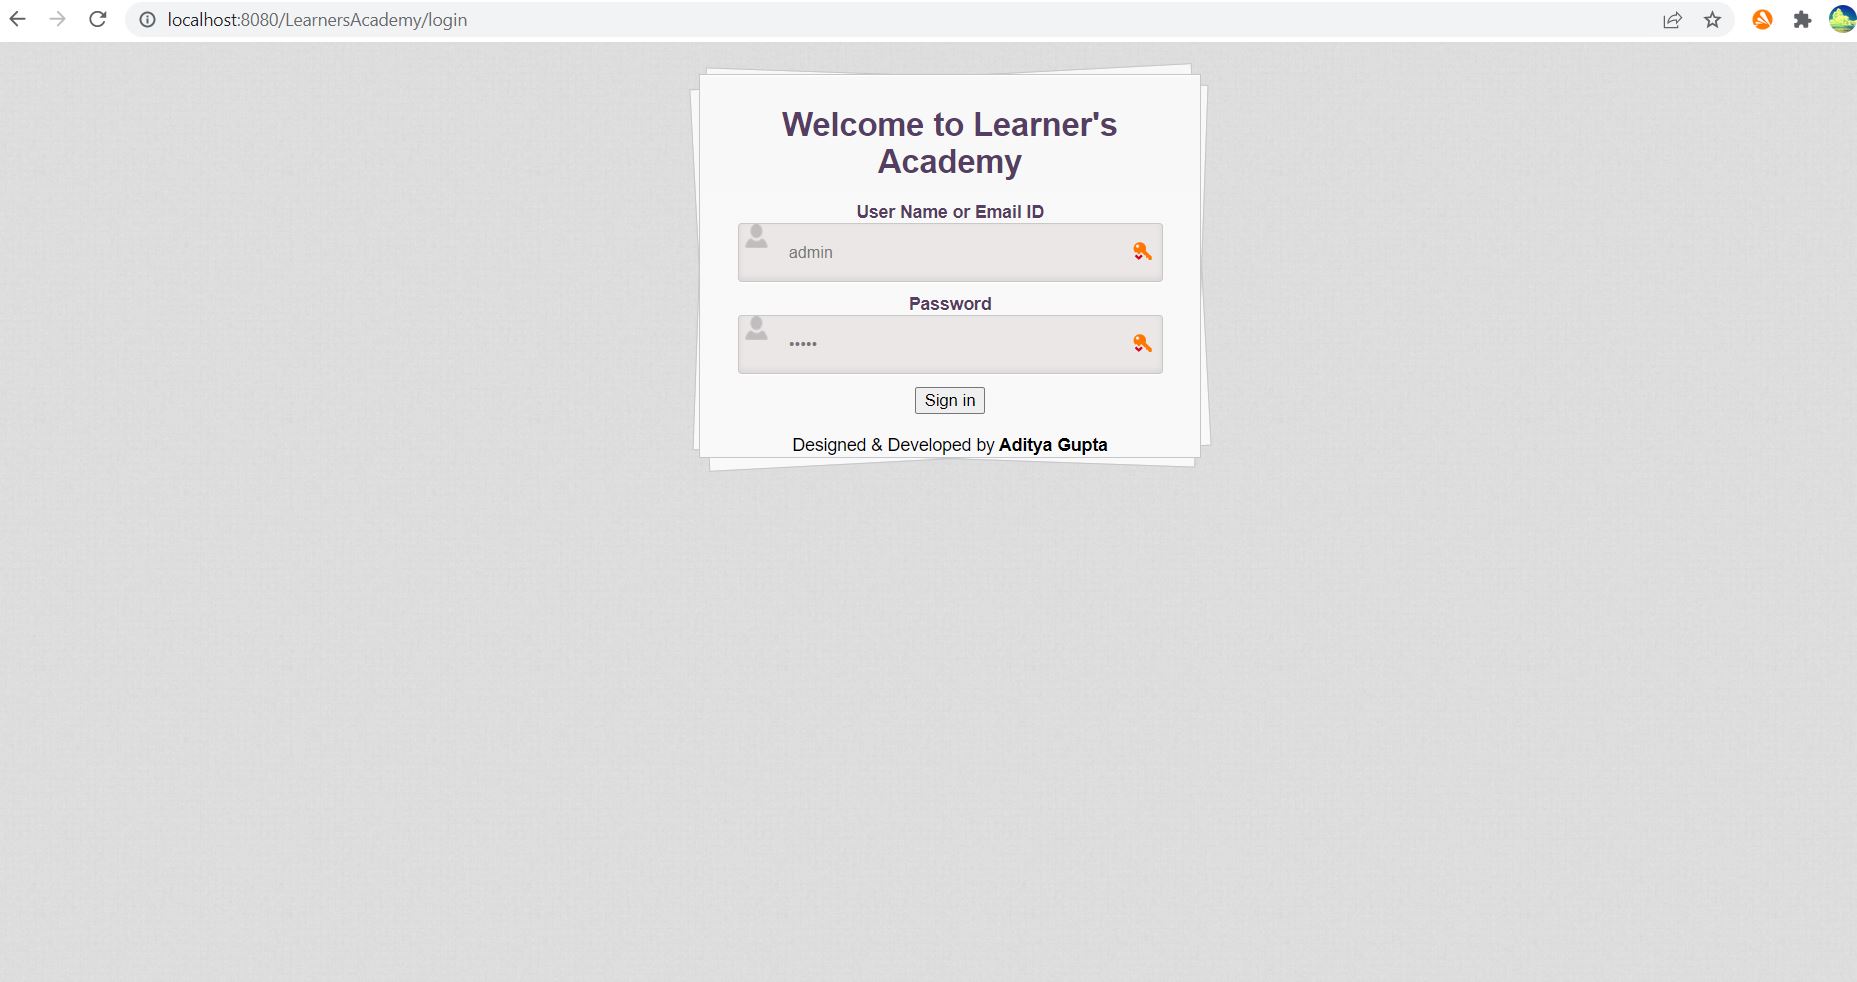 localhost:8080/LearnersAcademy/login
Welcome to Learner's
Academy
User Name or Email ID
admin
Password
•••••
Sign in
Designed & Developed by Aditya Gupta